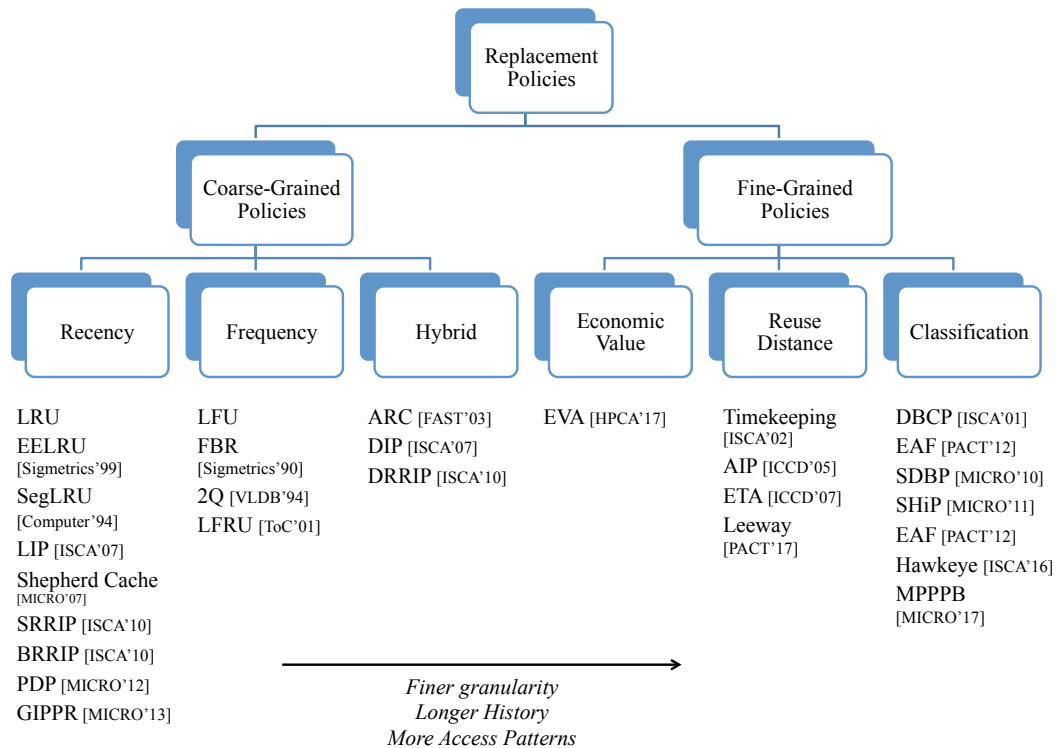 Replacement
Policies
Coarse-Grained
Policies
Fine-Grained
Policies
Recency
Frequency
Hybrid
Economic
Value
Reuse
Distance
Classification
LRU
EELRU
[Sigmetrics'99]
SegLRU
[Computer'94]
LIP [ISCA'07]
Shepherd Cache
[MICRO'07]
SRRIP [ISCA'10]
BRRIP [ISCA'10]
PDP [MICRO'12]
GIPPR [MICRO'13]
LFU
FBR
[Sigmetrics'90]
2Q [VLDB'94]
LFRU [ToC'01]
ARC [FAST'03]
DIP [ISCA'07]
DRRIP [ISCA'10]
EVA [HPCA'17]
Timekeeping
[ISCA'02]
AIP [ICCD'05]
ETA [ICCD'07]
Leeway
[PACT'17]
DBCP [ISCA'01]
EAF [PACT'12]
SDBP [MICRO'10]
SHiP [MICRO'11]
EAF [PACT'12]
Hawkeye [ISCA'16]
MPPPB
[MICRO'17]
Finer granularity
Longer History
More Access Patterns